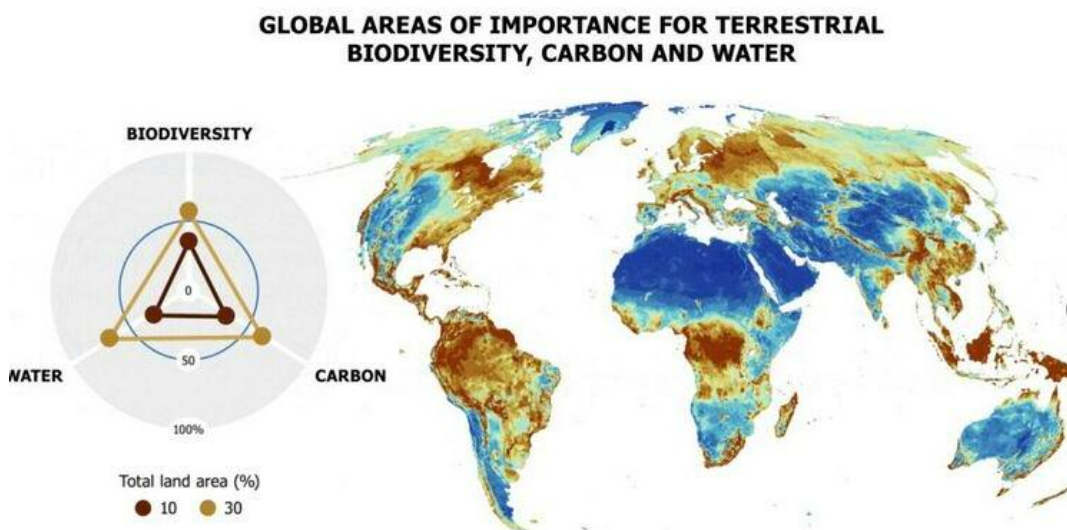 GLOBAL AREAS OF IMPORTANCE FOR TERRESTRIAL
BIODIVERSITY, CARBON AND WATER
BIODIVERSITY
0
50
WATER
CARBON
100%
Total land area (%)
10
30